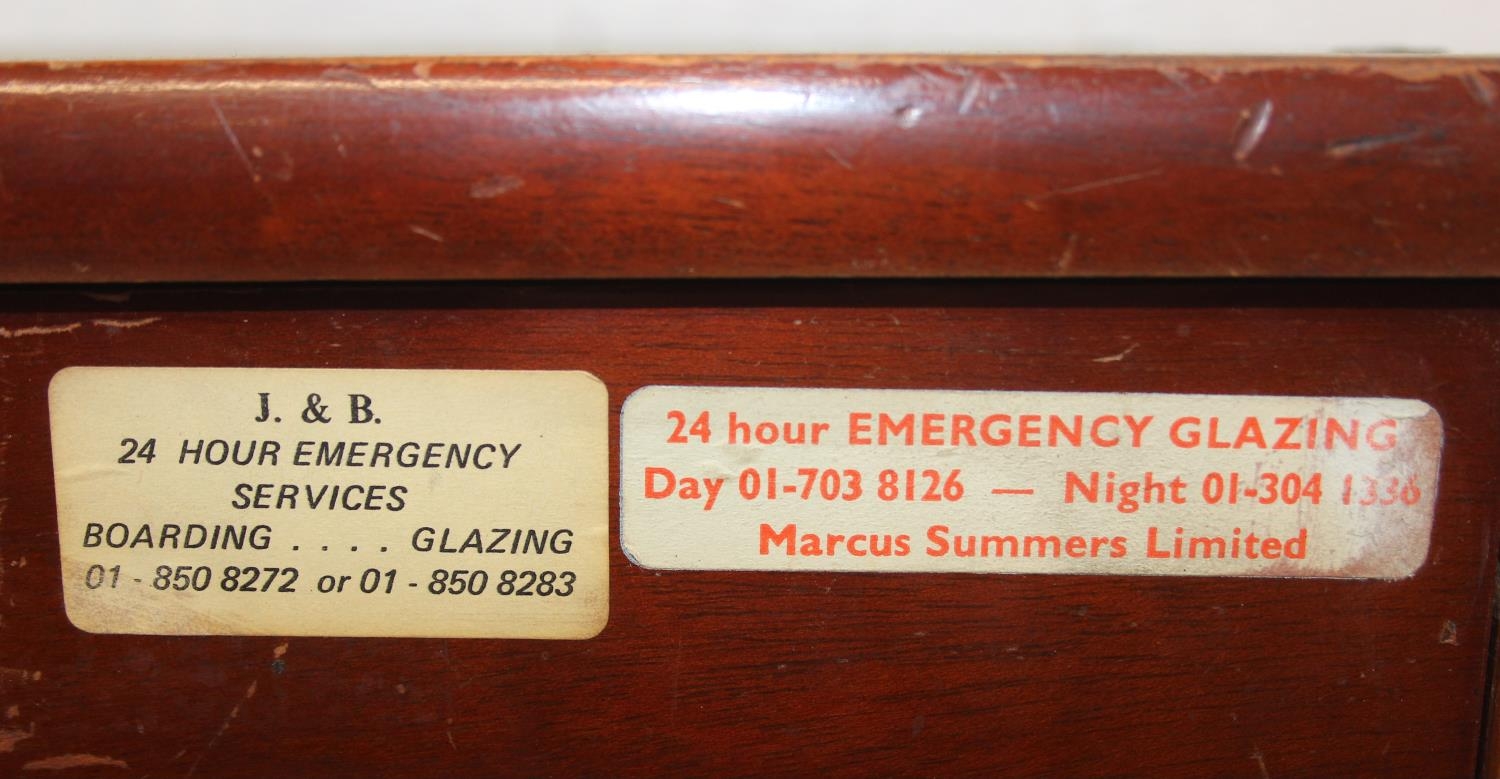 J. & B.
24 HOUR EMERGENCY
SERVICES
BOARDING . . . . GLAZING
01 - 850 8272 or 01 - 850 8283
24 hour EMERGENCY GLAZING
Day 01-703 8126 — Night 01-304 1336
Marcus Summers Limited